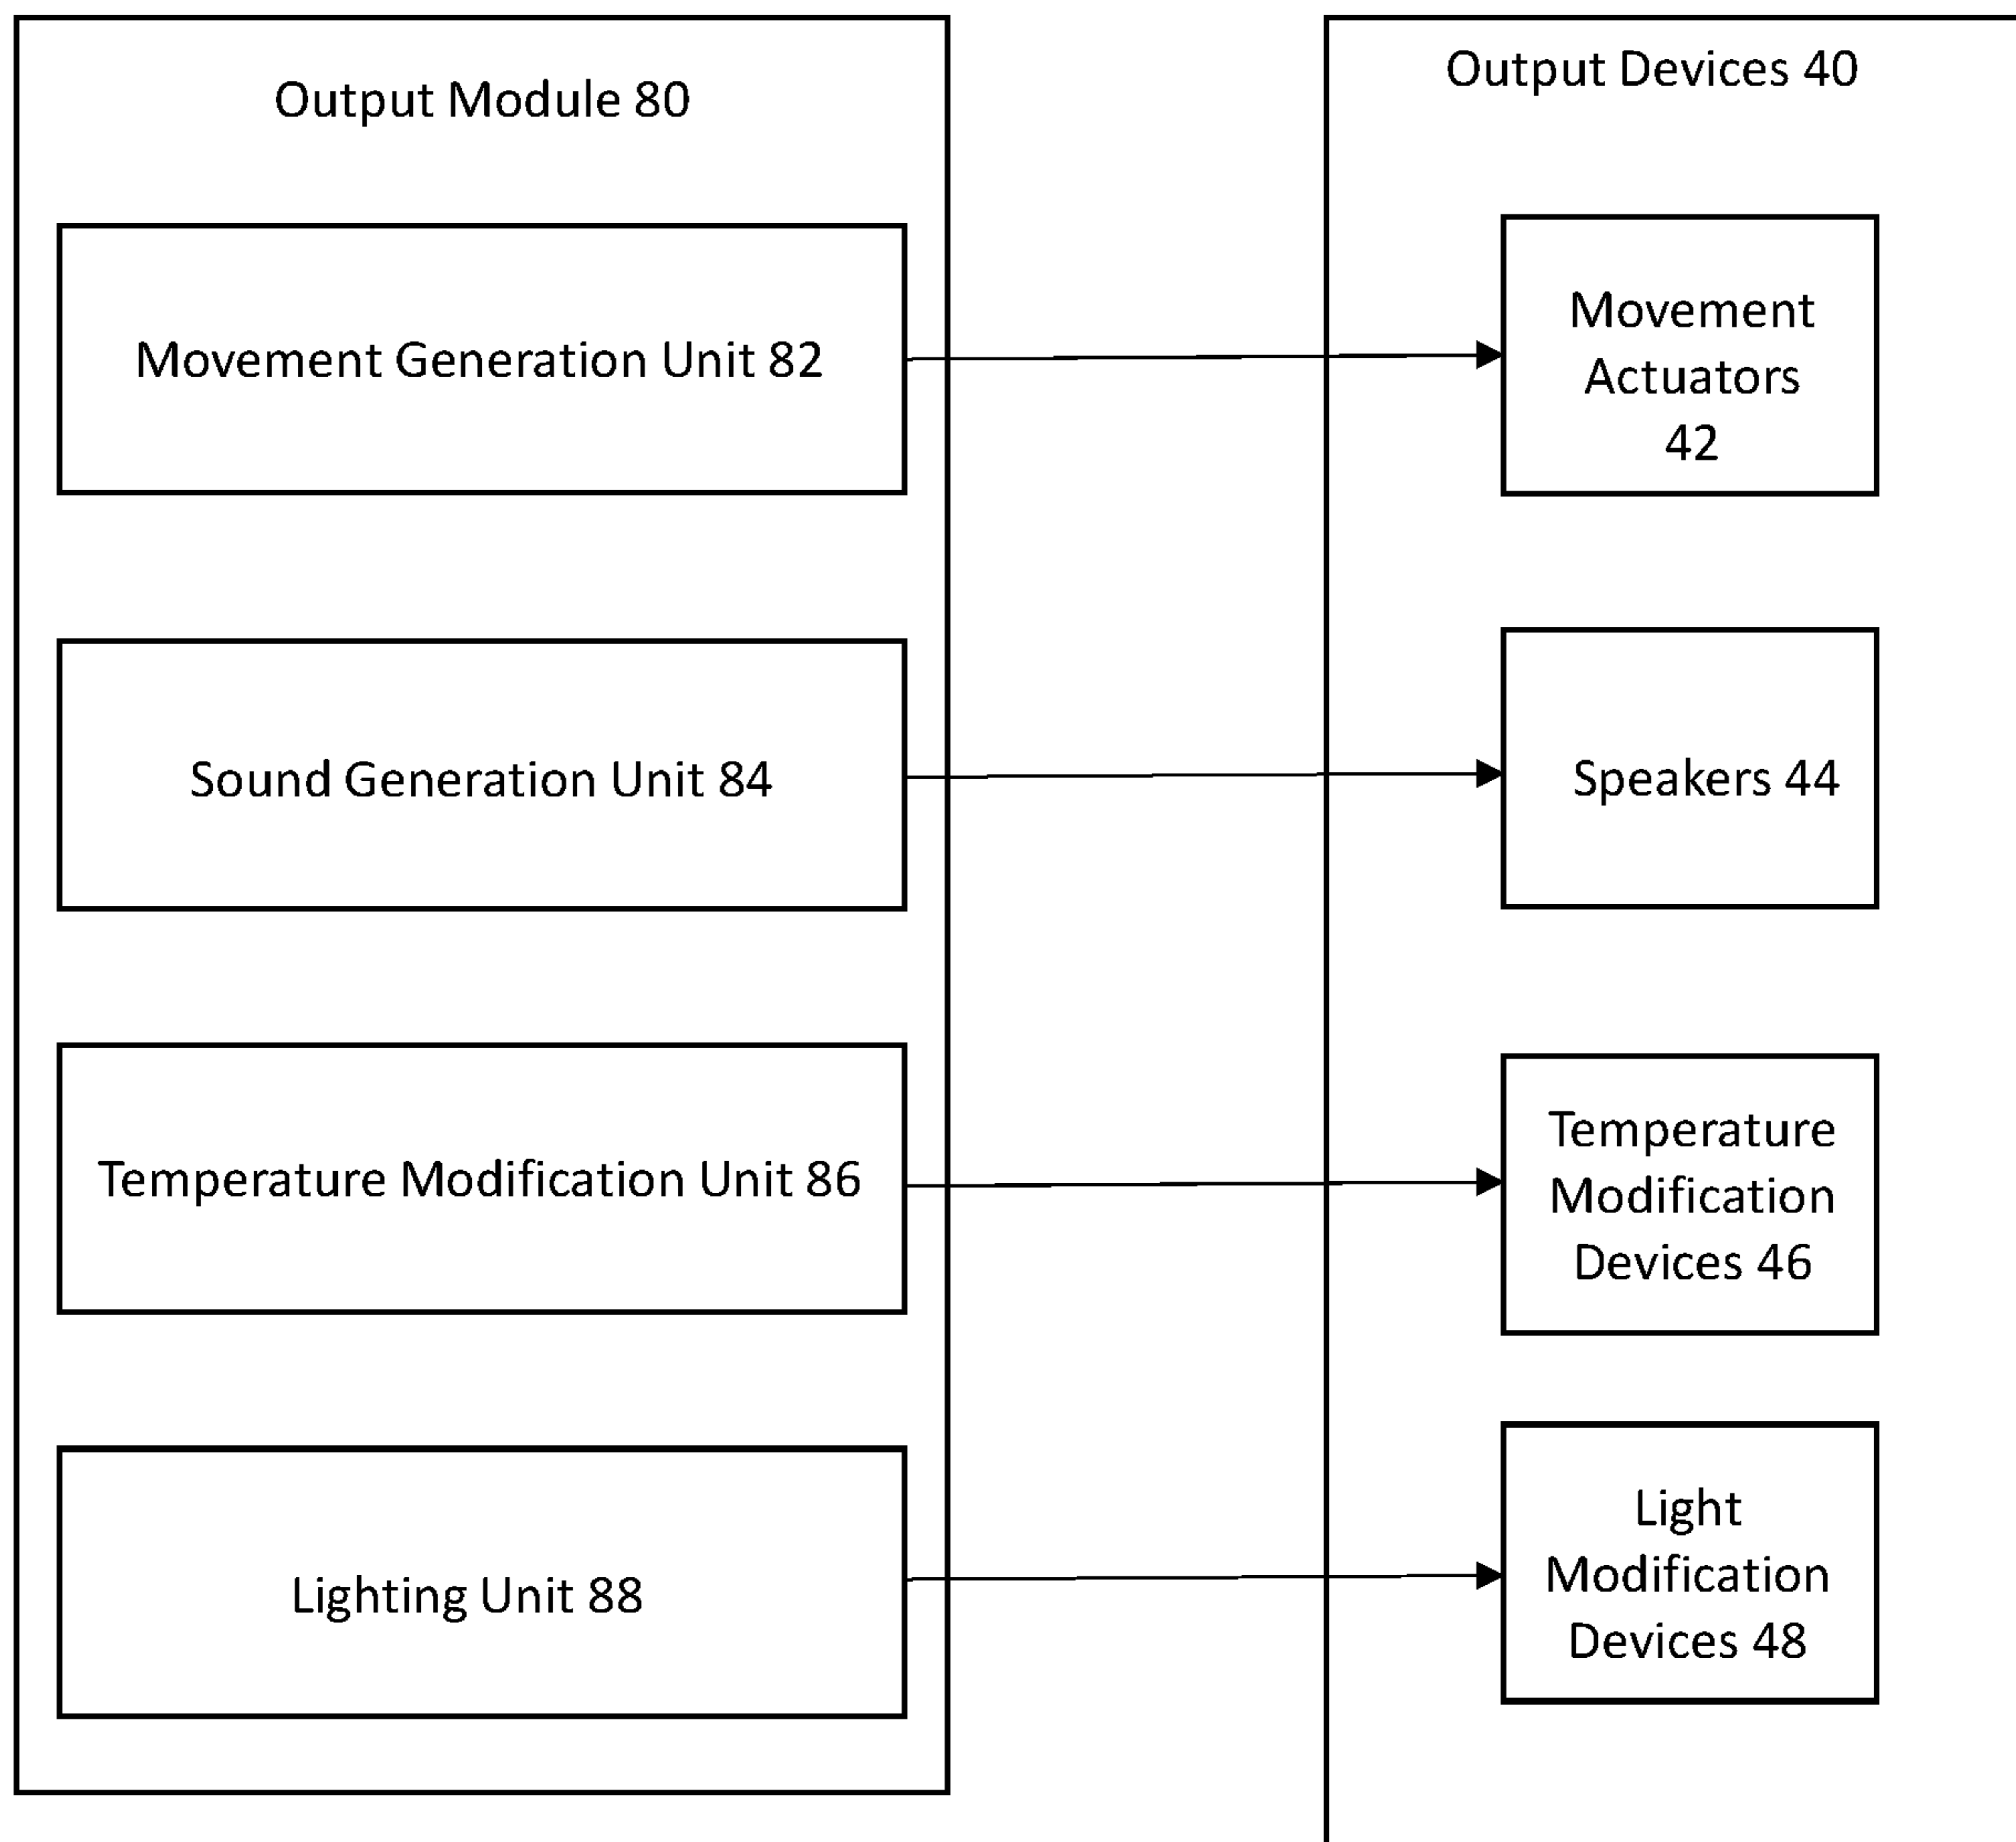 Output Module 80
Movement Generation Unit 82
Sound Generation Unit 84
Temperature Modification Unit 86
Lighting Unit 88
Output Devices 40
Movement
Actuators
42
Speakers 44
Temperature
Modification
Devices 46
Light
Modification
Devices 48